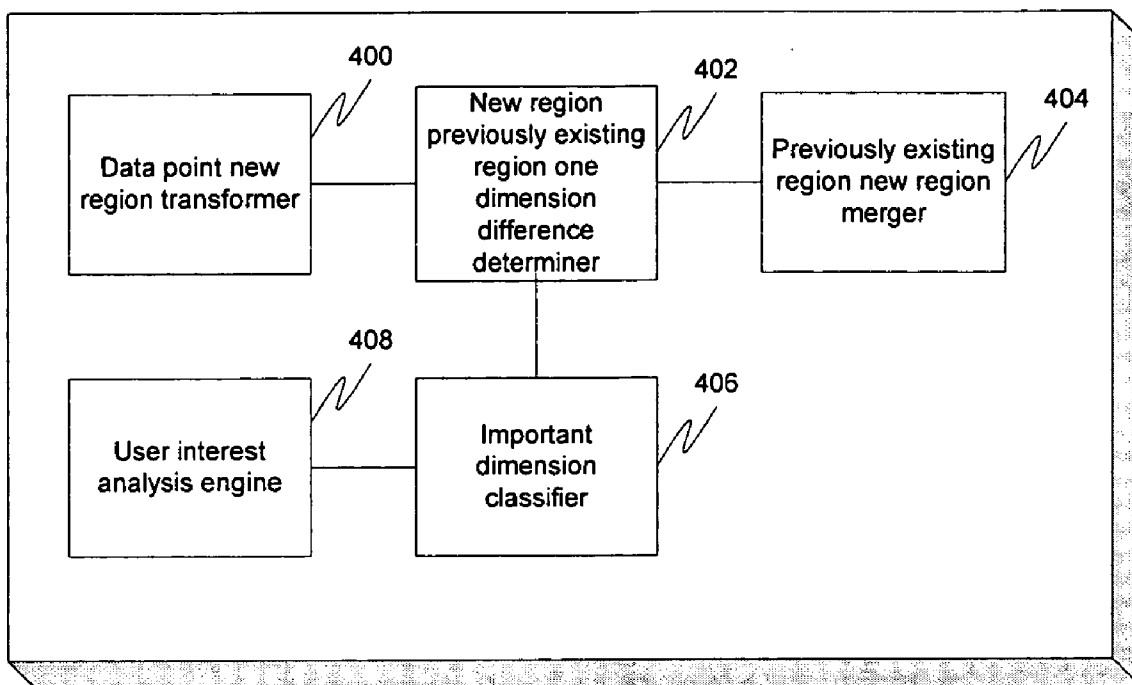 400
402
404
Data point new
region transformer
New region
previously existing
region one
dimension
difference
determiner
Previously existing
region new region
merger
408
406
User interest
analysis engine
Important
dimension
classifier